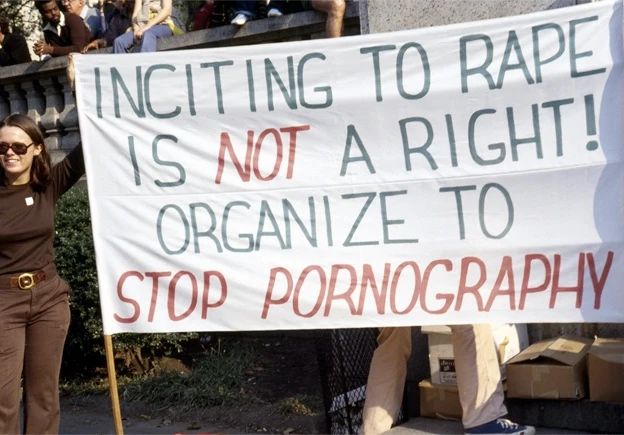 INCITING TO RAPE
IS NOT A RIGHT!
ORGANIZE TO
STOP PORNOGRAPHY